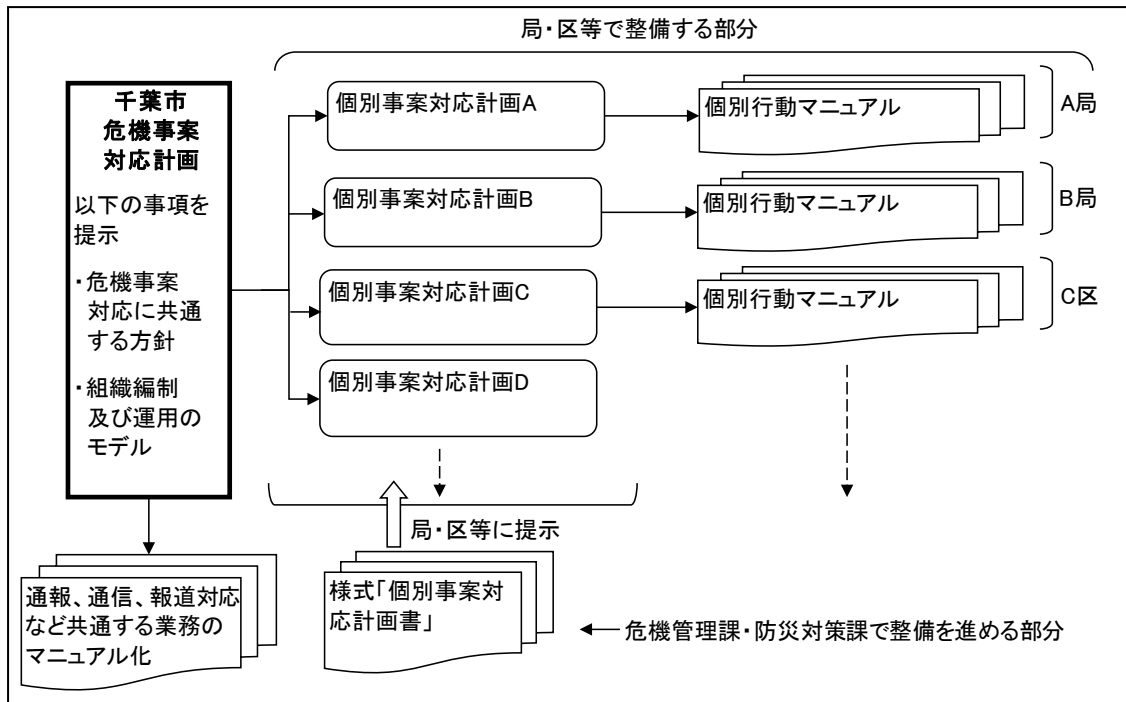 局・区等で整備する部分
千葉市
危機事案
対応計画
以下の事項を
提示
・危機事案
対応に共通
する方針
・組織編制
及び運用の
モデル
個別事案対応計画A
個別行動マニュアル
A局
個別事案対応計画B
個別行動マニュアル
B局
個別事案対応計画C
個別行動マニュアル
C区
個別事案対応計画D
局・区等に提示
通報、通信、報道対応
など共通する業務の
マニュアル化
様式「個別事案対
応計画書」
危機管理課・防災対策課で整備を進める部分